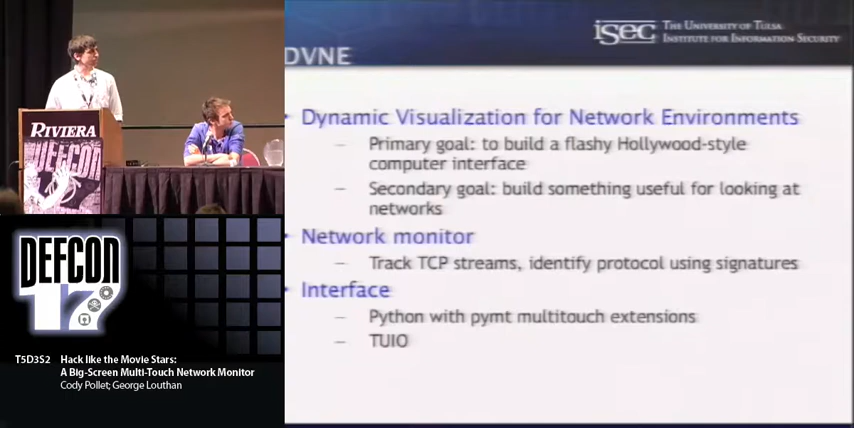 iSEC THE UNIVERSITY OF TULSA
INSTITUTE FOR INFORMATION SECURITY
DVNE
Dynamic Visualization for Network Environments
Primary goal: to build a flashy Hollywood-style
computer interface
Secondary goal: build something useful for looking at
networks
Network monitor
Track TCP streams, identify protocol using signatures
Interface
Python with pymt multitouch extensions
TUIO
RIVIERA
DEFCON
DEFCON
17
T5D3S2 Hack like the Movie Stars:
A Big-Screen Multi-Touch Network Monitor
Cody Pollet; George Louthan